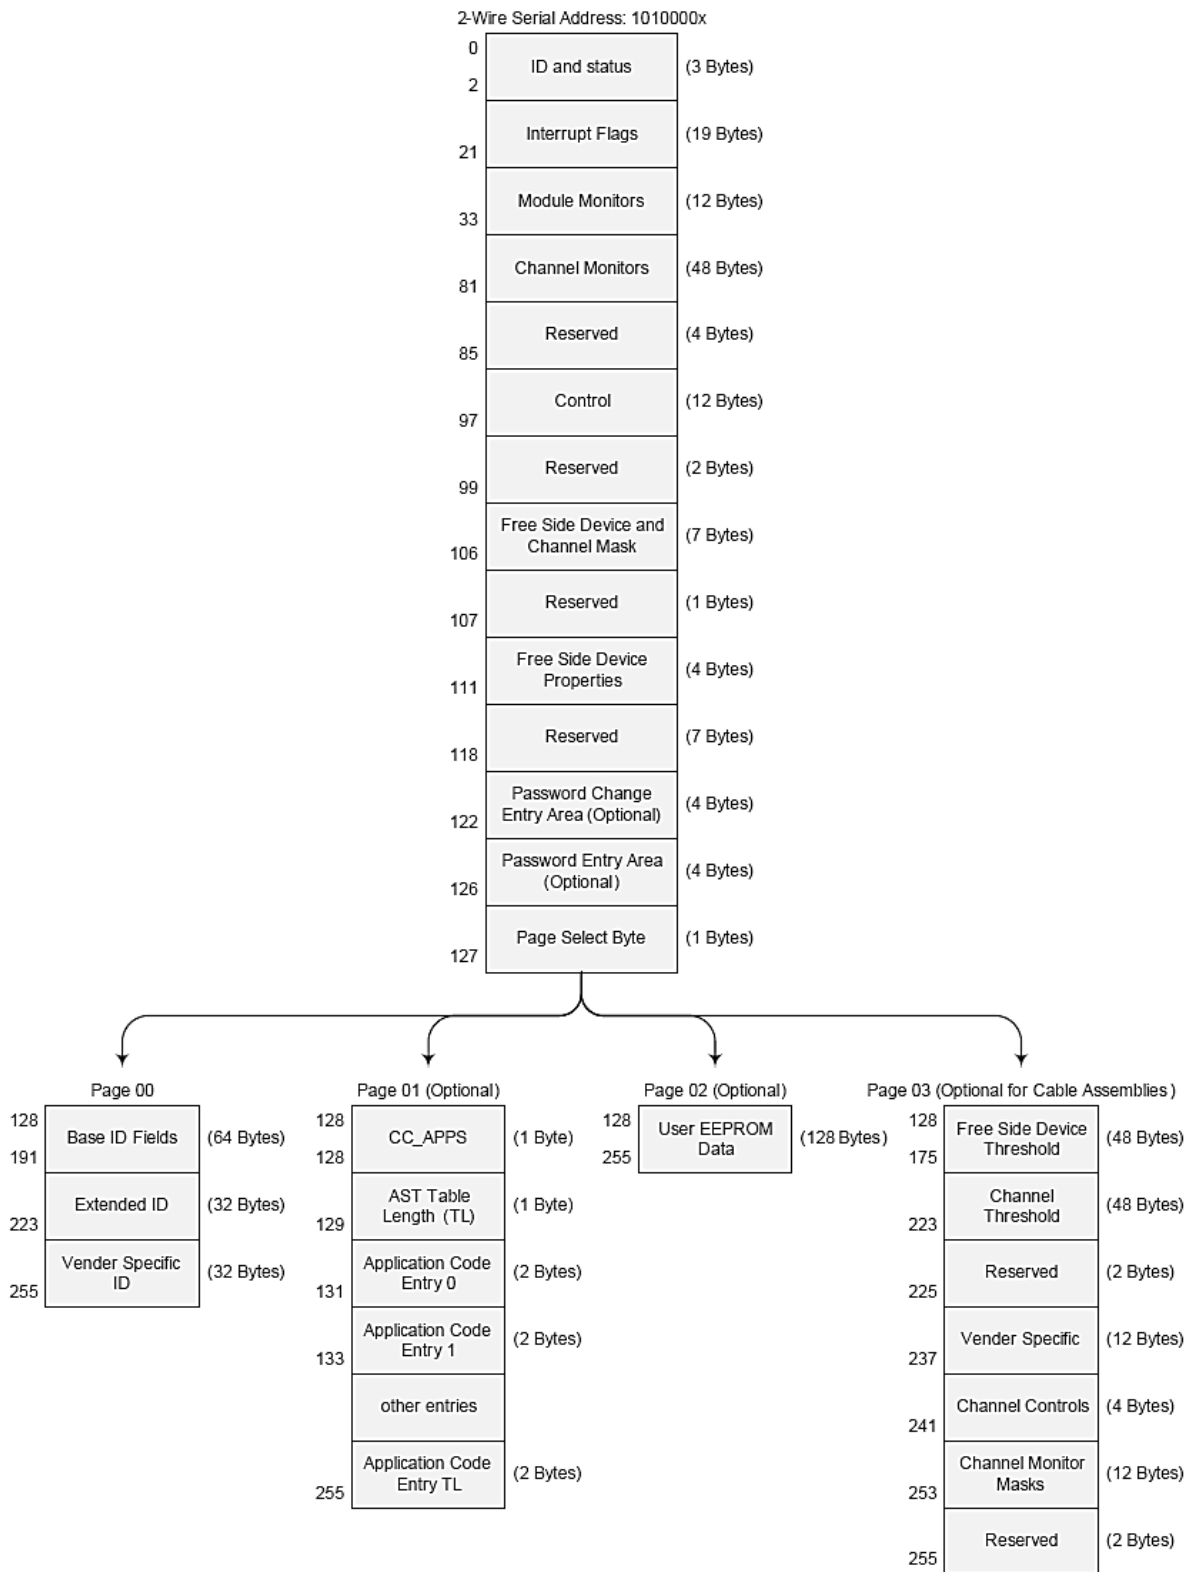 2-Wire Serial Address: 1010000x
0
ID and status
(3 Bytes)
2
Interrupt Flags
(19 Bytes)
21
Module Monitors
(12 Bytes)
33
Channel Monitors
(48 Bytes)
81
Reserved
(4 Bytes)
85
Control
(12 Bytes)
97
Reserved
(2 Bytes)
99
Free Side Device and
Channel Mask
(7 Bytes)
106
Reserved
(1 Bytes)
107
Free Side Device
Properties
(4 Bytes)
111
Reserved
(7 Bytes)
118
Password Change
Entry Area (Optional)
(4 Bytes)
122
Password Entry Area
(Optional)
(4 Bytes)
126
Page Select Byte
(1 Bytes)
127
Page 00
128
Base ID Fields
(64 Bytes)
191
Extended ID
(32 Bytes)
223
Vender Specific
ID
(32 Bytes)
255
Page 01 (Optional)
128
CC_APPS
(1 Byte)
128
AST Table
Length (TL)
(1 Byte)
129
Application Code
Entry 0
(2 Bytes)
131
Application Code
Entry 1
(2 Bytes)
133
other entries
Application Code
Entry TL
(2 Bytes)
255
Page 02 (Optional)
128
User EEPROM
Data
(128 Bytes)
255
Page 03 (Optional for Cable Assemblies)
128
Free Side Device
Threshold
(48 Bytes)
175
Channel
Threshold
(48 Bytes)
223
Reserved
(2 Bytes)
225
Vender Specific
(12 Bytes)
237
Channel Controls
(4 Bytes)
241
Channel Monitor
Masks
(12 Bytes)
253
Reserved
(2 Bytes)
255